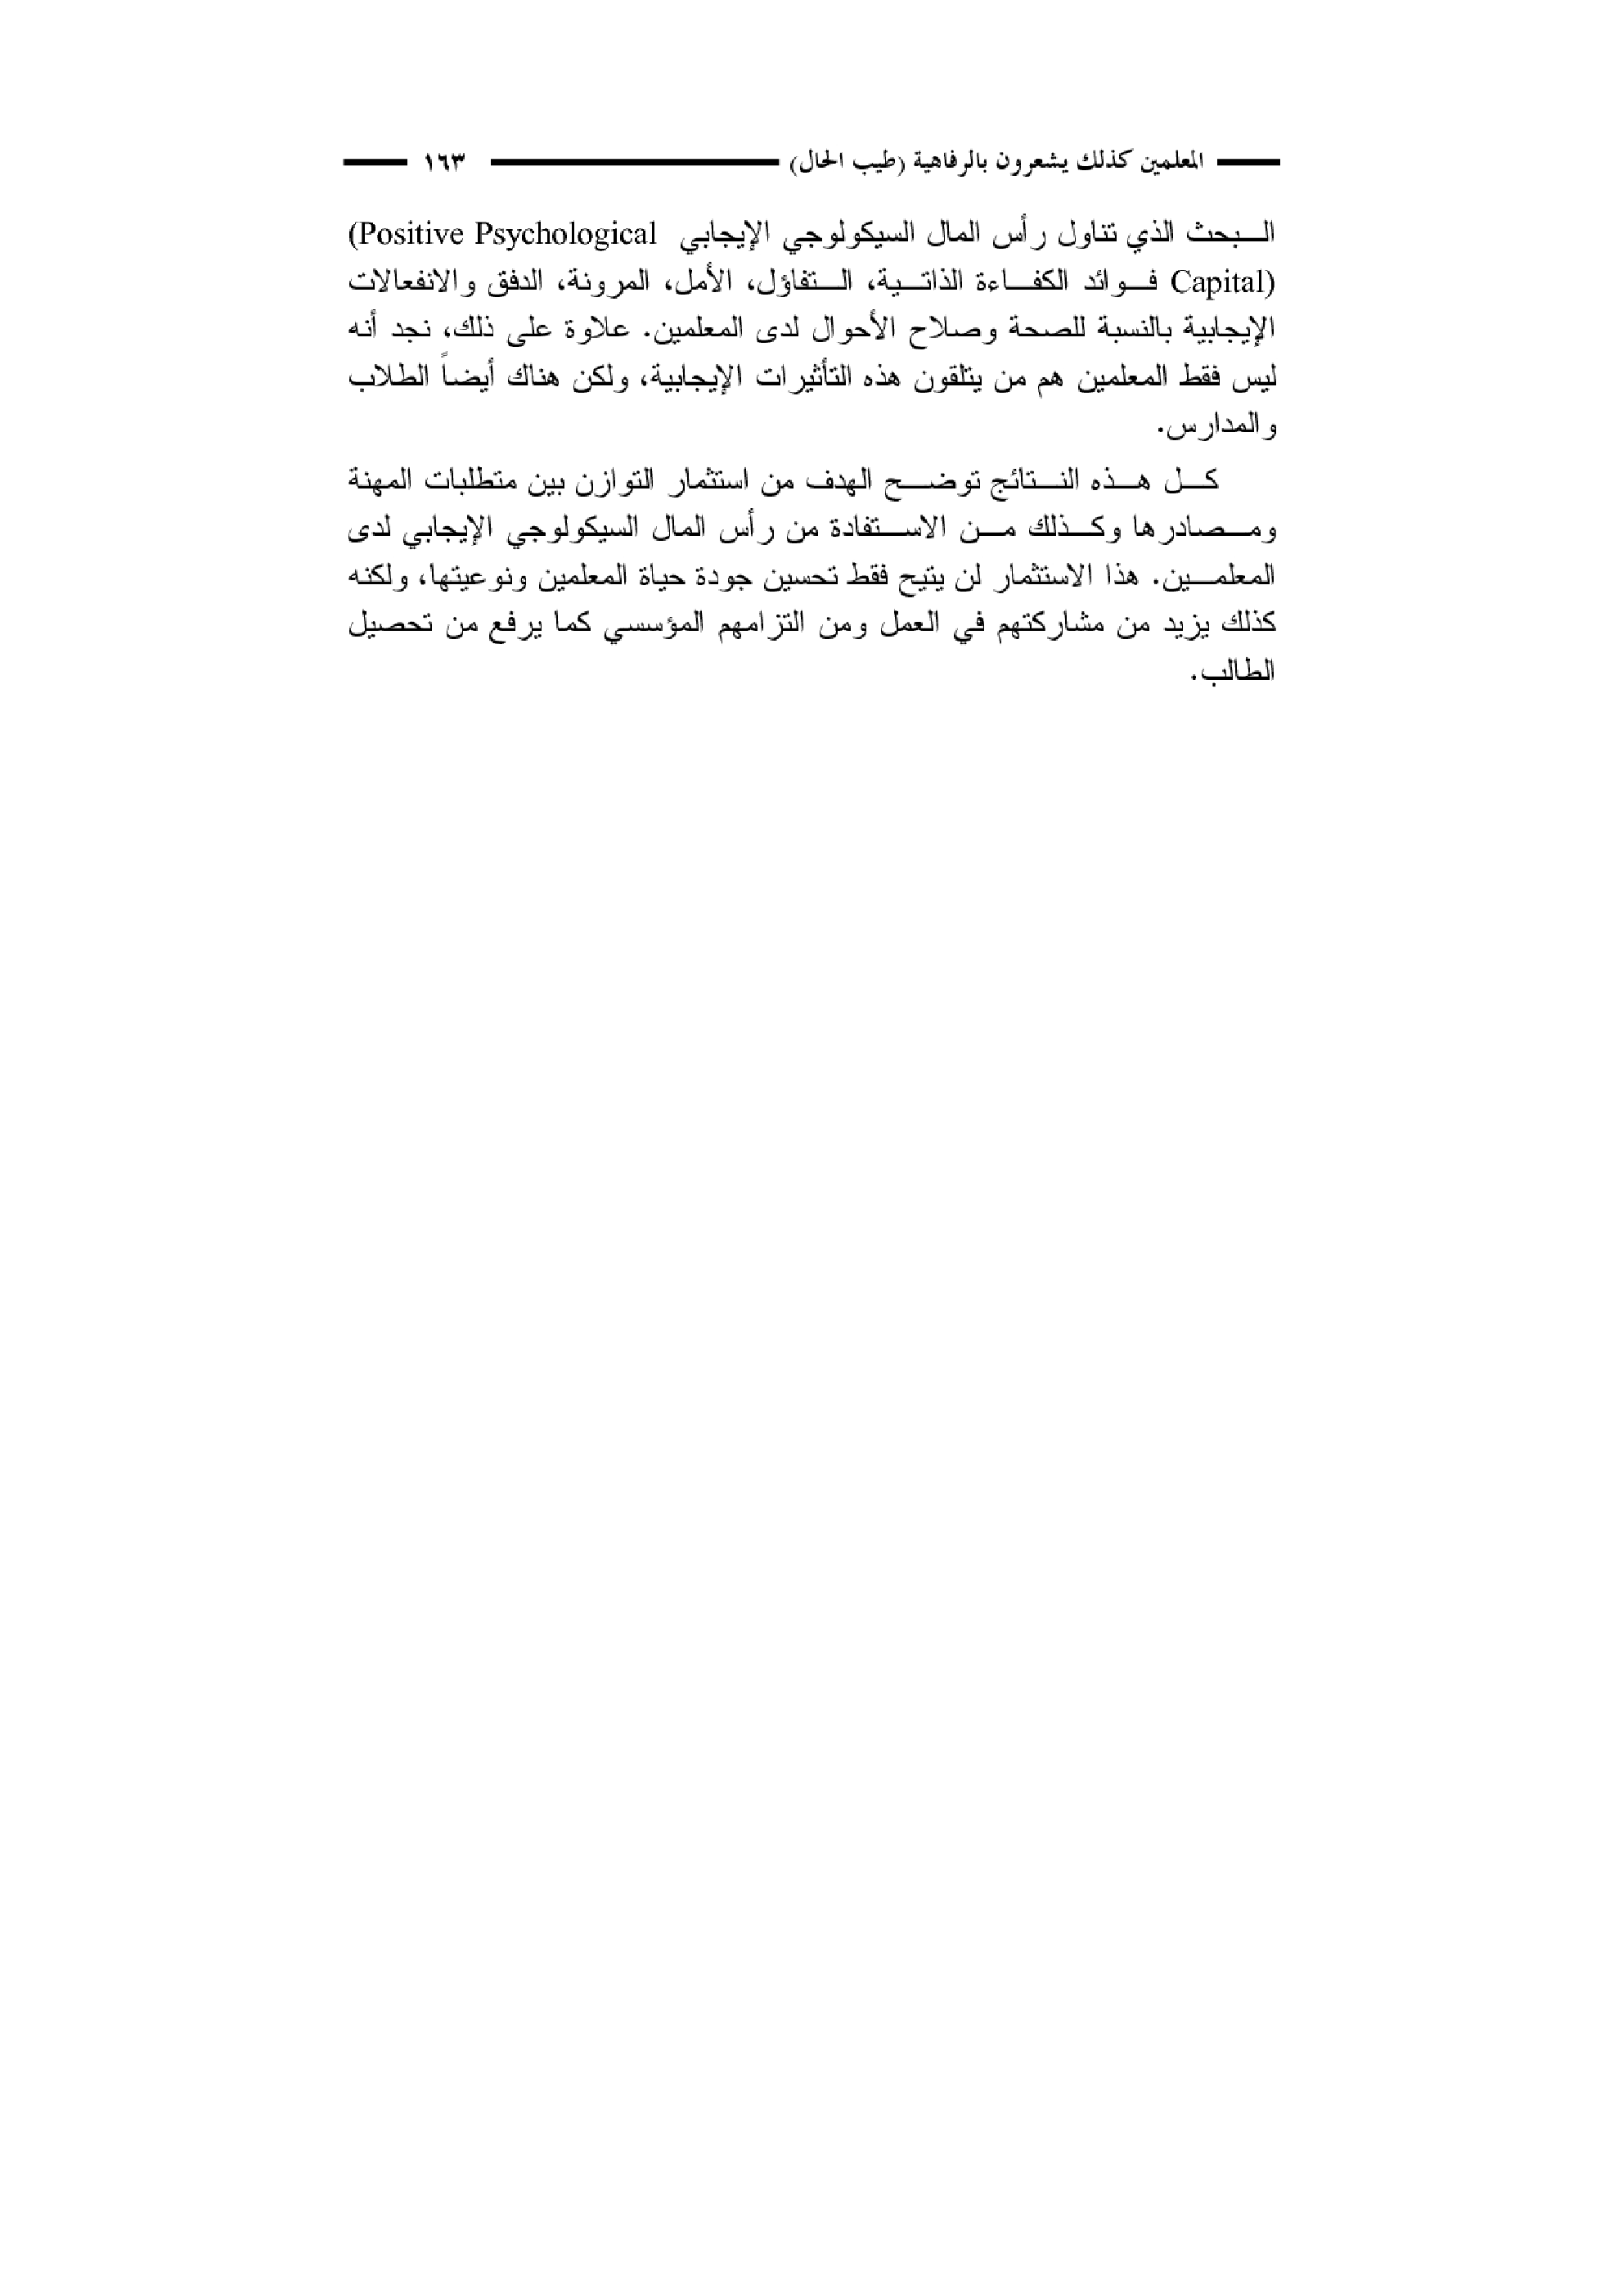 المعلمين كذلك يشعرون بالرفاهية (طيب الحال) ١٦٣
البحث الذي تناول رأس المال السيكولوجي الإيجابي (Positive Psychological
Capital) فوائد الكفاءة الذاتية، التفاؤل، الأمل، المرونة، الدفق والانفعالات
الإيجابية بالنسبة للصحة وصلاح الأحوال لدى المعلمين. علاوة على ذلك، نجد أنه
ليس فقط المعلمين هم من يتلقون هذه التأثيرات الإيجابية، ولكن هناك أيضاً الطلاب
والمدارس.
كل هذه النتائج توضح الهدف من استثمار التوازن بين متطلبات المهنة
ومصادرها وكذلك من الاستفادة من رأس المال السيكولوجي الإيجابي لدى
المعلمين. هذا الاستثمار لن يتيح فقط تحسين جودة حياة المعلمين ونوعيتها، ولكنه
كذلك يزيد من مشاركتهم في العمل ومن التزامهم المؤسسي كما يرفع من تحصيل
الطالب.